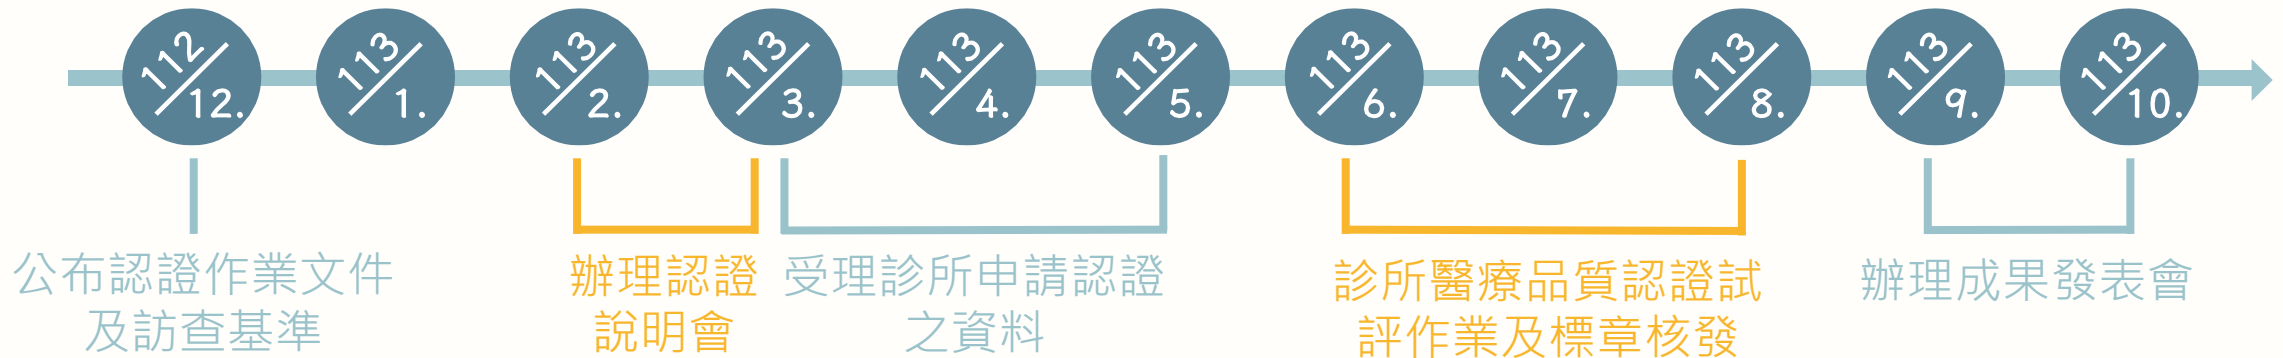 112/12.
113/1.
113/2.
113/3.
113/4.
113/5.
113/6.
113/7.
113/8.
113/9.
113/10.
公布認證作業文件
及訪查基準
辦理認證
說明會
受理診所申請認證
之資料
診所醫療品質認證試
評作業及標章核發
辦理成果發表會